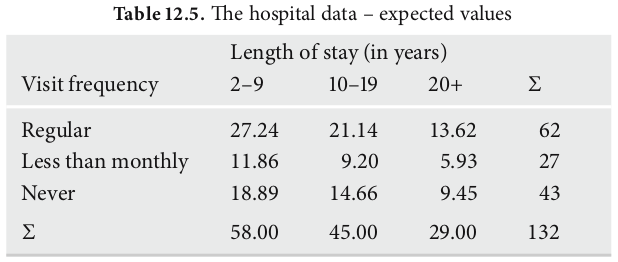 Table 12.5. The hospital data – expected values
Length of stay (in years)
Visit frequency 2–9 10–19 20+ Σ
Regular 27.24 21.14 13.62 62
Less than monthly 11.86 9.20 5.93 27
Never 18.89 14.66 9.45 43
Σ 58.00 45.00 29.00 132